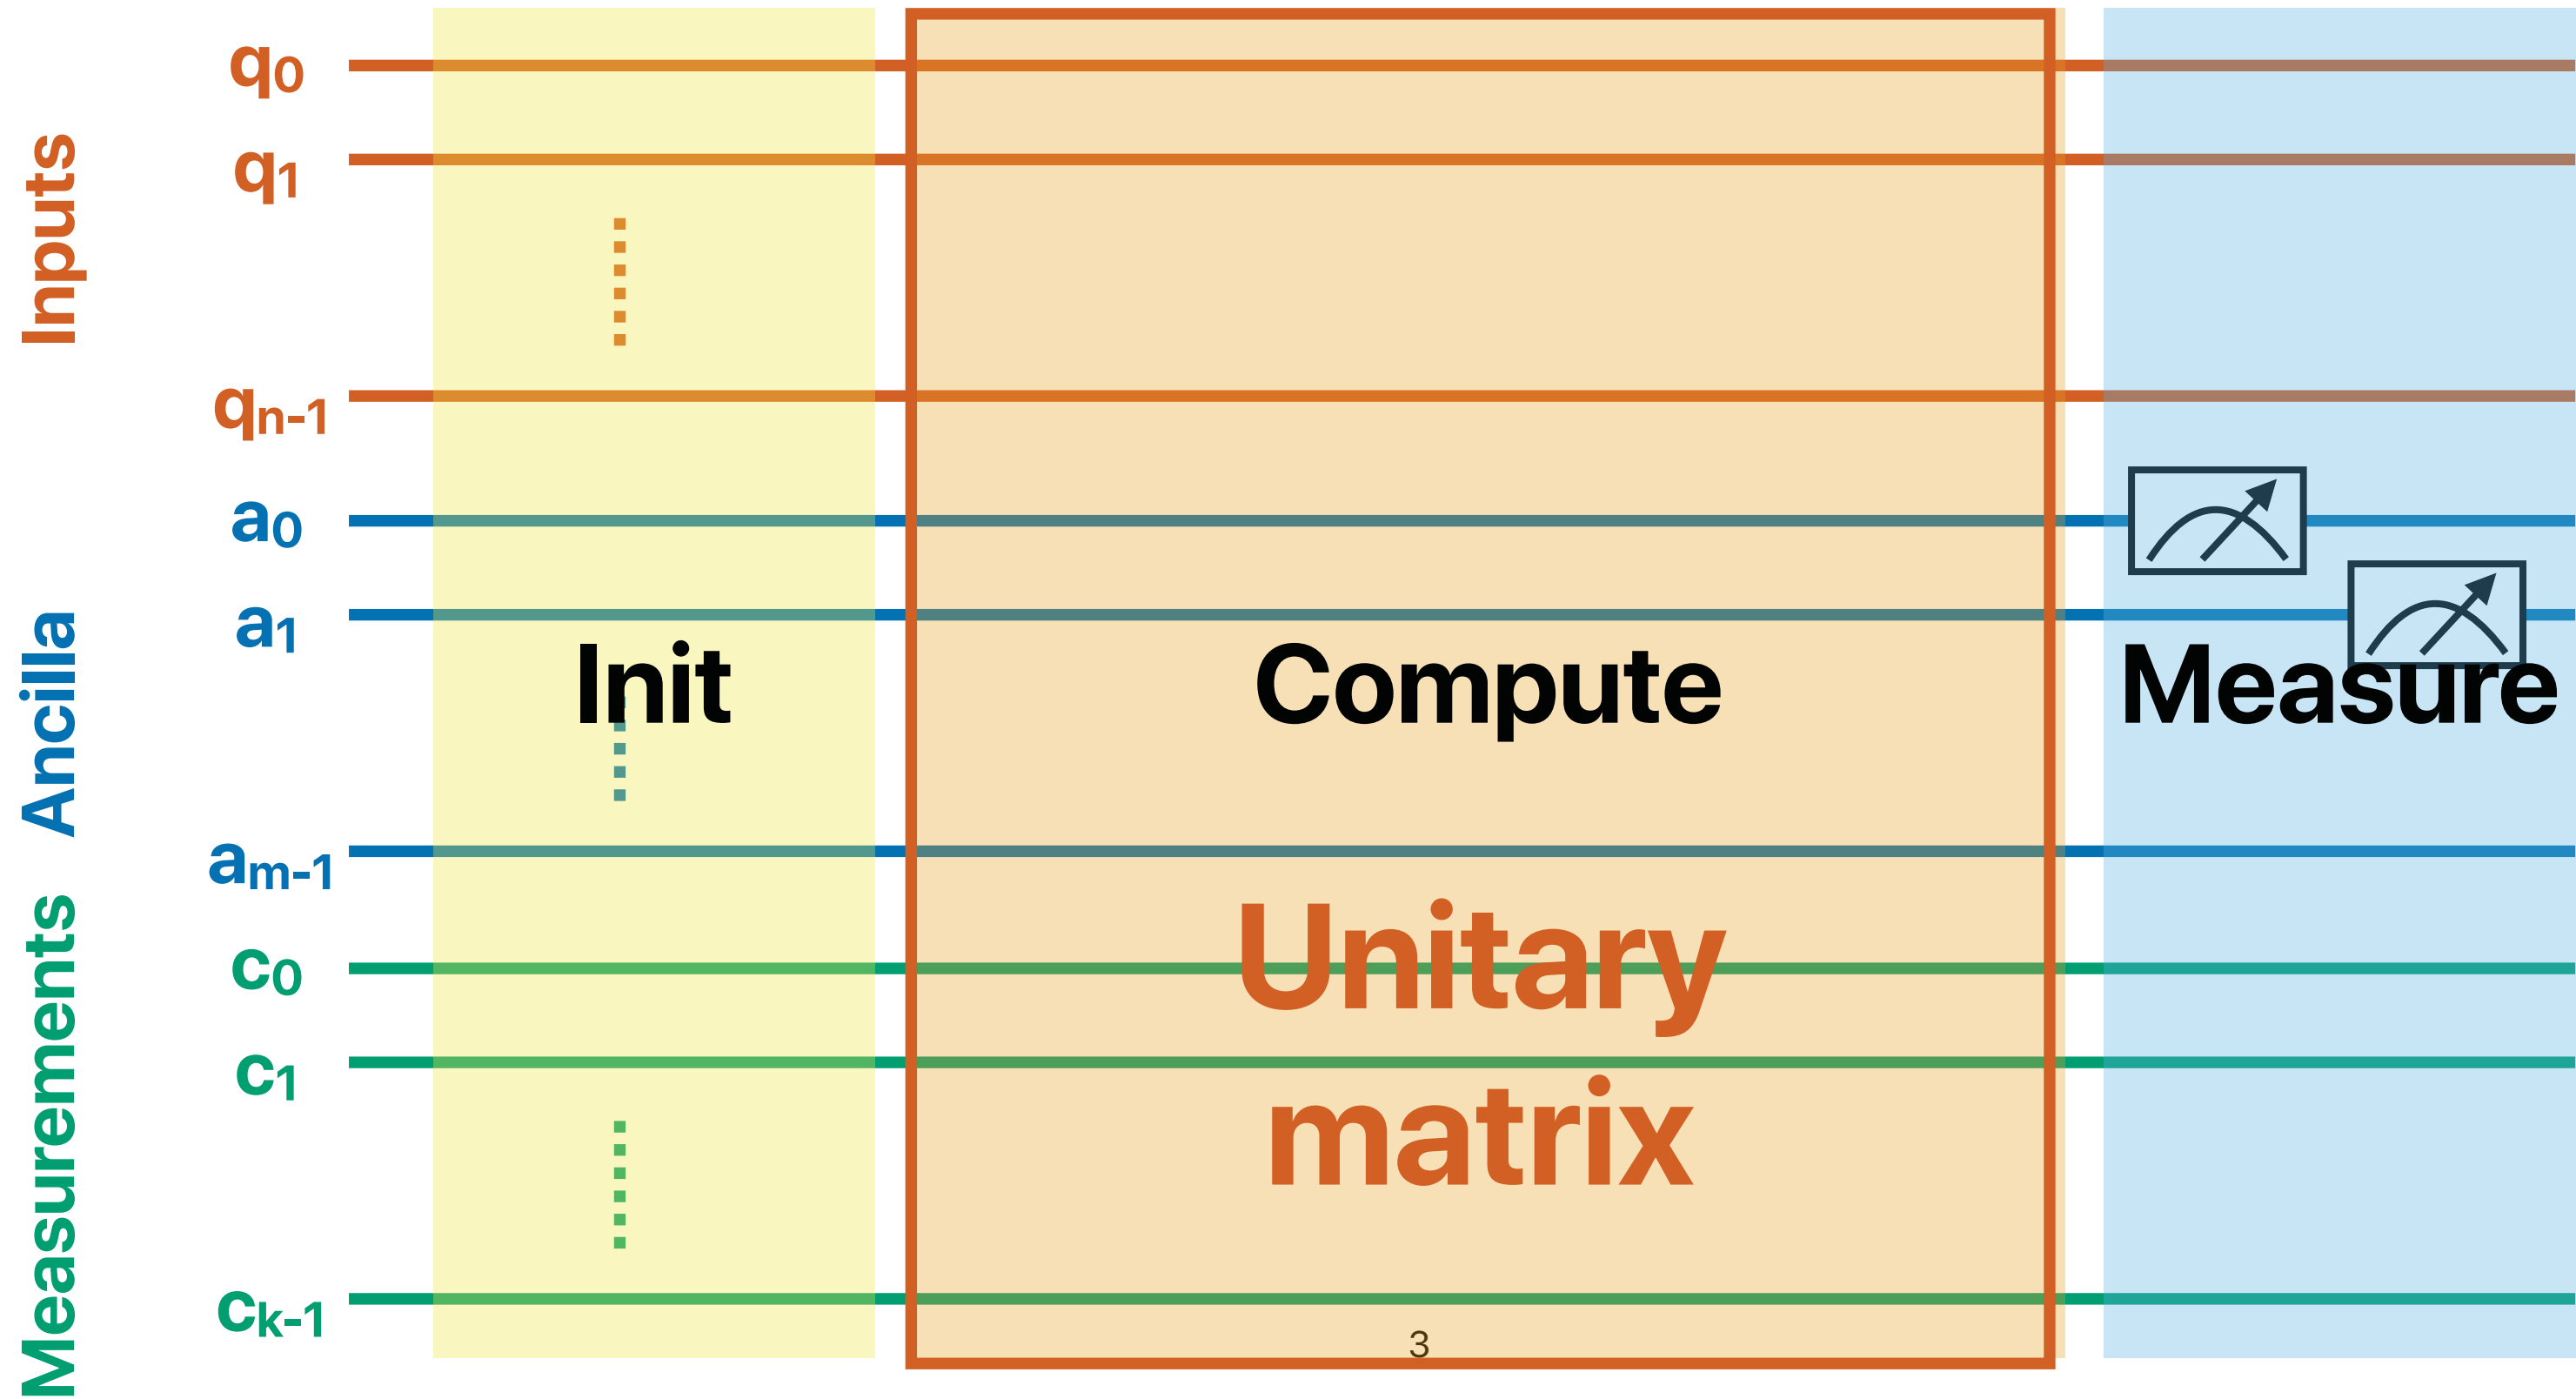 Inputs
q0
q1
qn-1
Ancilla
a0
a1
am-1
Measurements
c0
c1
ck-1
Init
Compute
Measure
Unitary
matrix
3